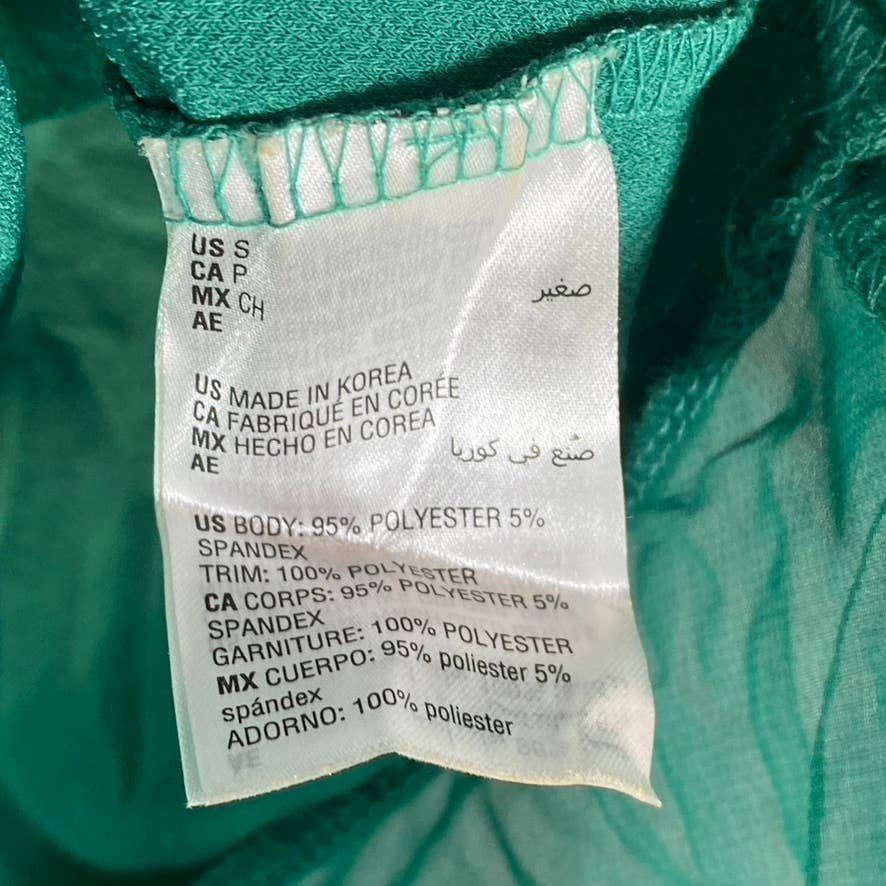 US S
CA P
MX CH
AE صغير
US MADE IN KOREA
CA FABRIQUÉ EN CORÉE
MX HECHO EN COREA
AE صُنع في كوريا
US BODY: 95% POLYESTER 5%
SPANDEX
TRIM: 100% POLYESTER
CA CORPS: 95% POLYESTER 5%
SPANDEX
GARNITURE: 100% POLYESTER
MX CUERPO: 95% poliester 5%
spándex
ADORNO: 100% poliester